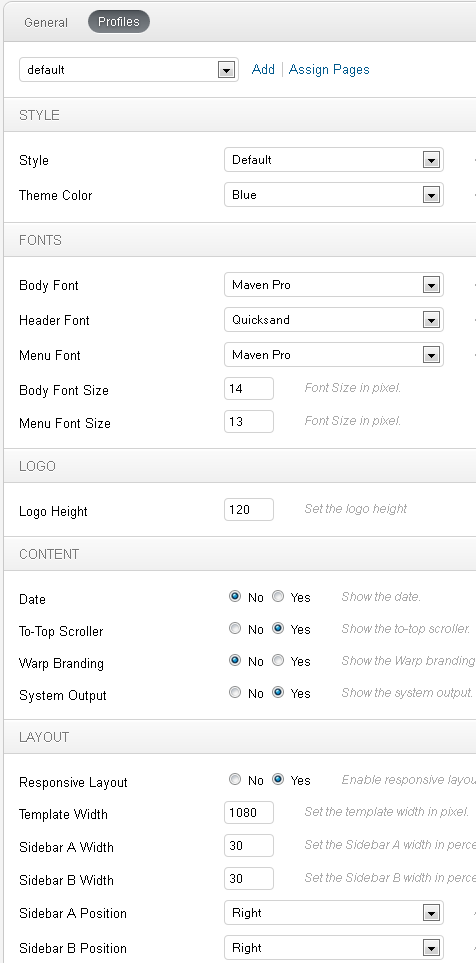 General Profiles
default Add Assign Pages
STYLE
Style Default
Theme Color Blue
FONTS
Body Font Maven Pro
Header Font Quicksand
Menu Font Maven Pro
Body Font Size 14 Font Size in pixel.
Menu Font Size 13 Font Size in pixel.
LOGO
Logo Height 120 Set the logo height
CONTENT
Date No Yes Show the date.
To-Top Scroller No Yes Show the to-top scroller.
Warp Branding No Yes Show the Warp branding
System Output No Yes Show the system output.
LAYOUT
Responsive Layout No Yes Enable responsive layou
Template Width 1080 Set the template width in pixel.
Sidebar A Width 30 Set the Sidebar A width in perce
Sidebar B Width 30 Set the Sidebar B width in perce
Sidebar A Position Right
Sidebar B Position Right